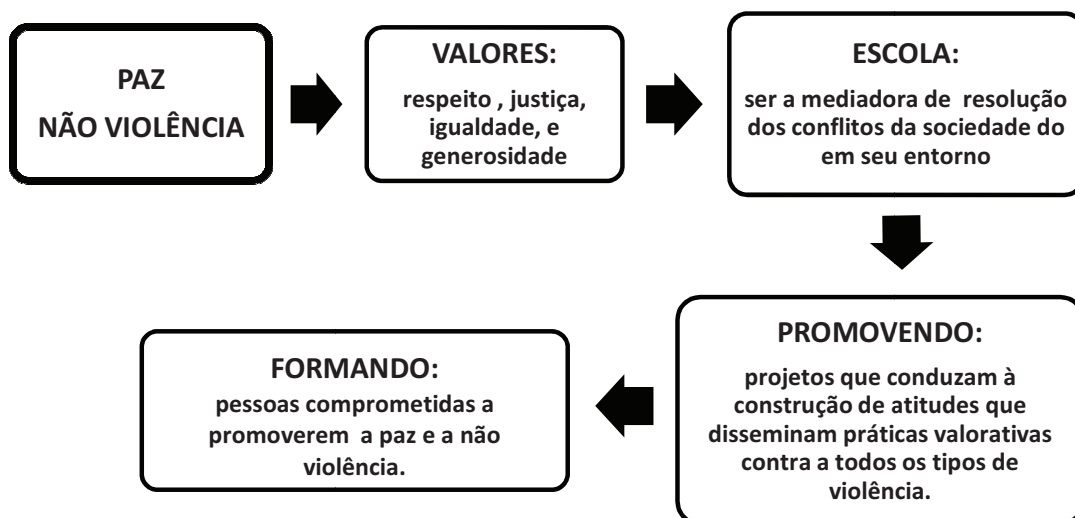 PAZ
NÃO VIOLÊNCIA
VALORES:
respeito , justiça,
igualdade, e
generosidade
ESCOLA:
ser a mediadora de resolução
dos conflitos da sociedade do
em seu entorno
PROMOVENDO:
projetos que conduzam à
construção de atitudes que
disseminam práticas valorativas
contra a todos os tipos de
violência.
FORMANDO:
pessoas comprometidas a
promoverem a paz e a não
violência.